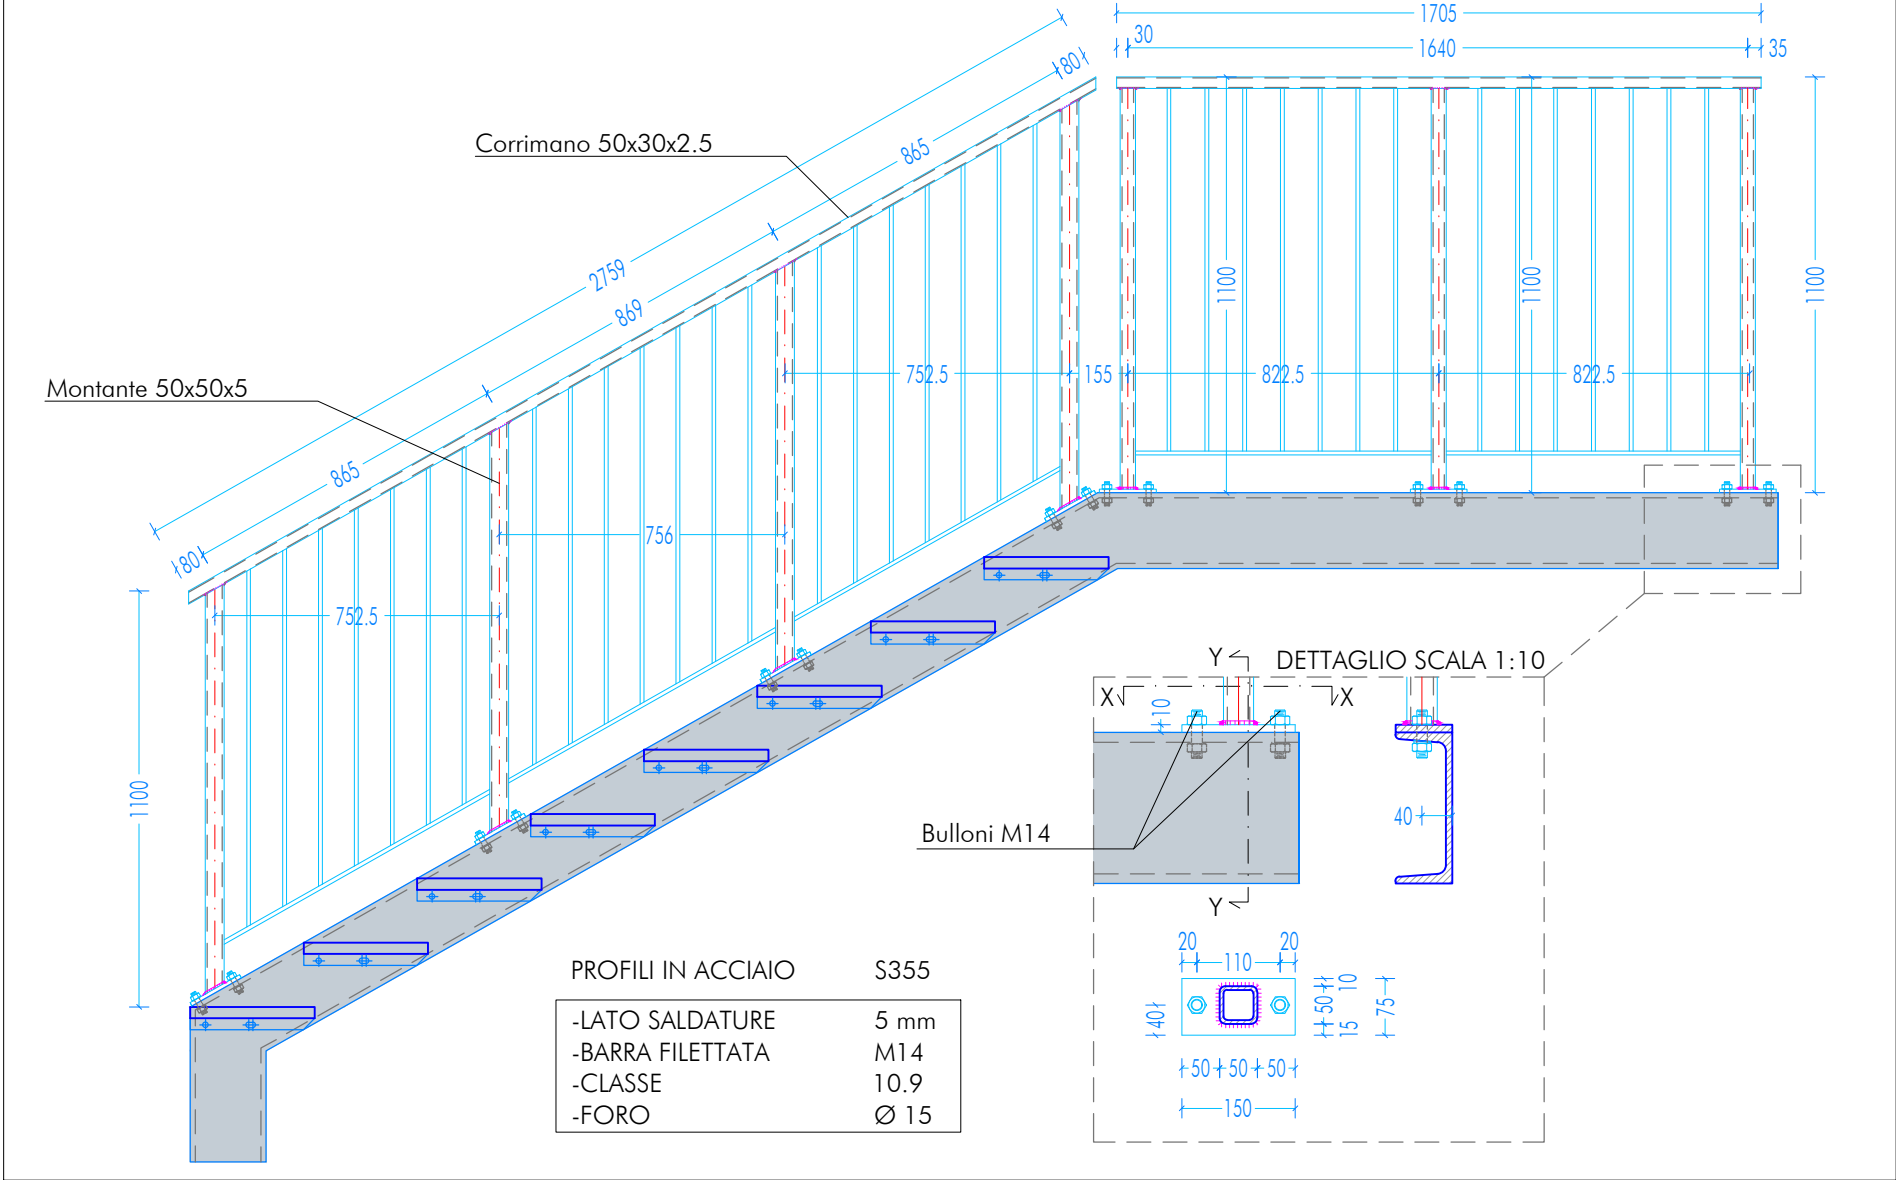 1705
30
1640
35
80
Corrimano 50x30x2.5
865
2759
869
1100
1100
1100
752.5
155
822.5
822.5
Montante 50x50x5
865
756
80
752.5
1100
Y
DETTAGLIO SCALA 1:10
X
X
10
40
Bulloni M14
Y
20
110
20
40
50
10
15
75
50
50
50
150
PROFILI IN ACCIAIO S355
-LATO SALDATURE 5 mm
-BARRA FILETTATA M14
-CLASSE 10.9
-FORO Ø 15